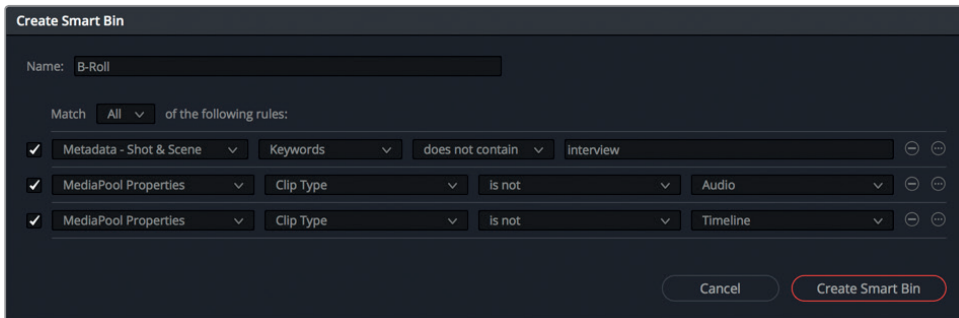 Create Smart Bin
Name: B-Roll
Match All of the following rules:
Metadata - Shot & Scene Keywords does not contain interview
MediaPool Properties Clip Type is not Audio
MediaPool Properties Clip Type is not Timeline
Cancel Create Smart Bin